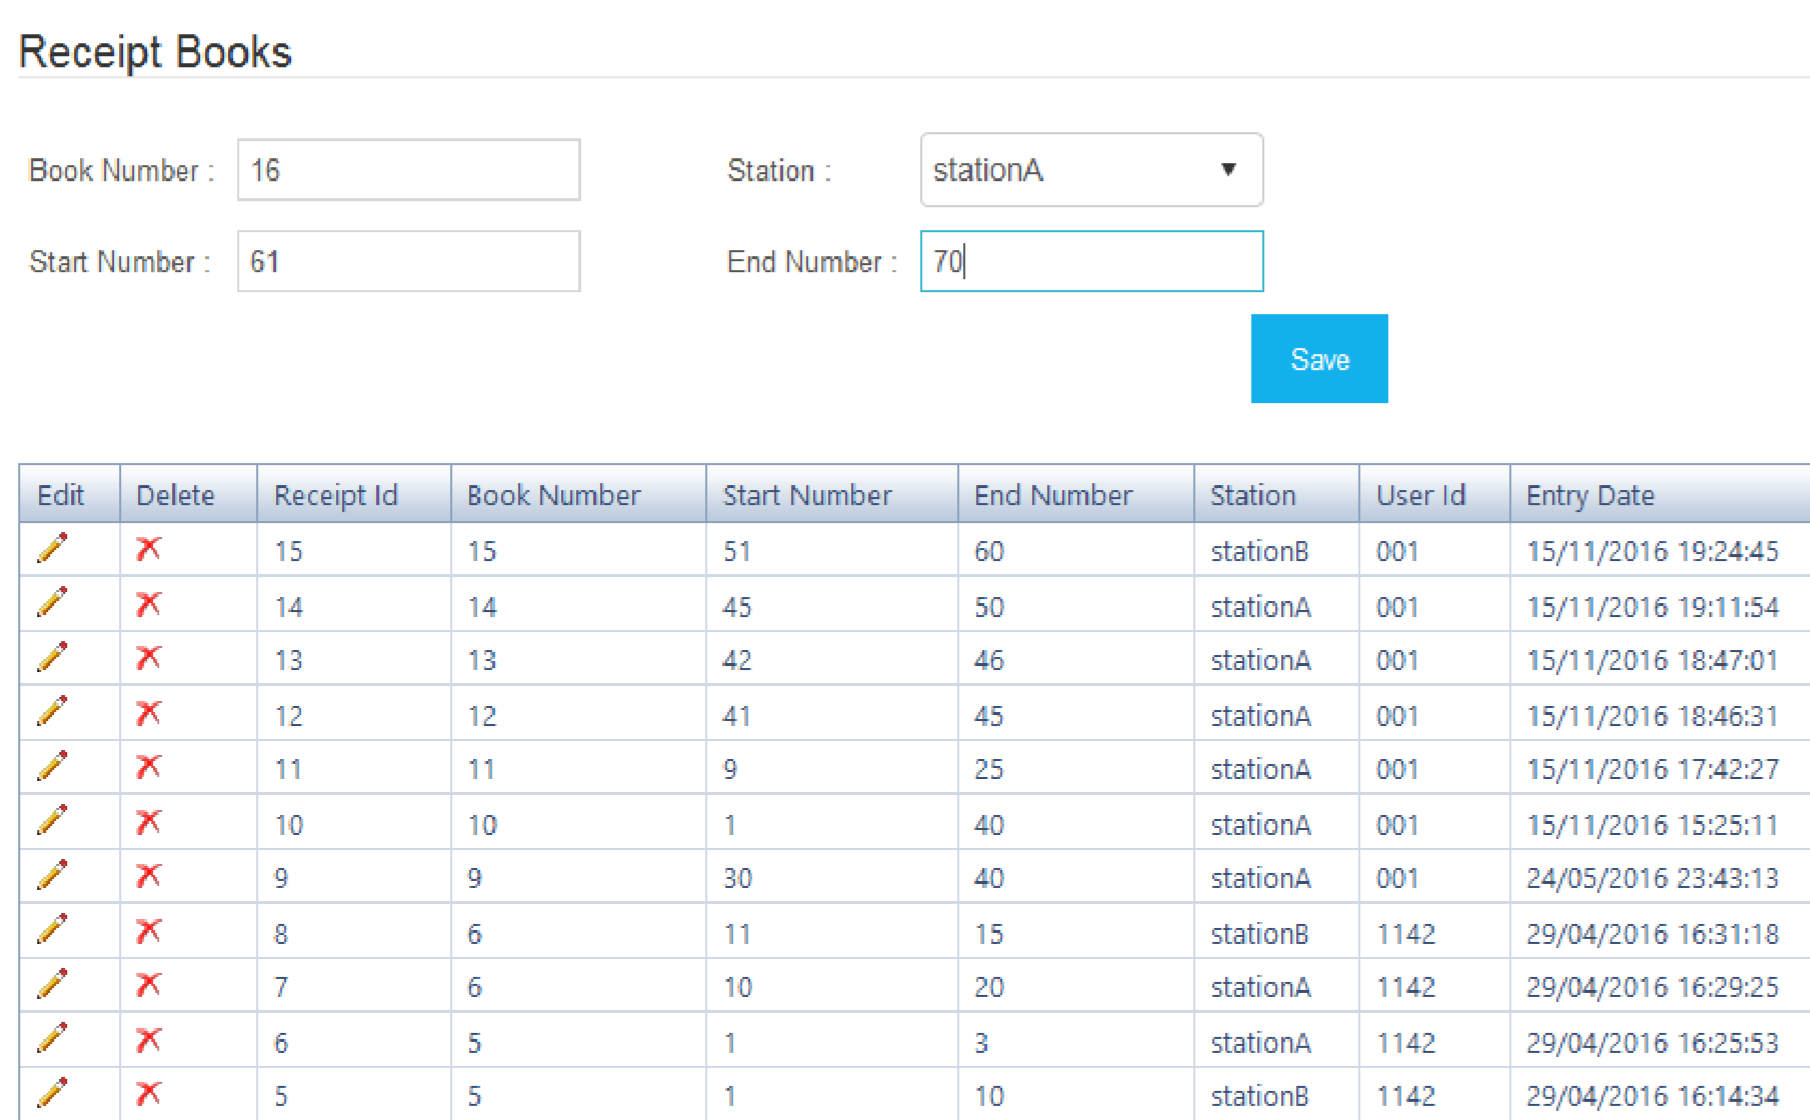 Receipt Books
Book Number : 16 Station : stationA
Start Number : 61 End Number : 70
Save
Edit Delete Receipt Id Book Number Start Number End Number Station User Id Entry Date
15 15 51 60 stationB 001 15/11/2016 19:24:45
14 14 45 50 stationA 001 15/11/2016 19:11:54
13 13 42 46 stationA 001 15/11/2016 18:47:01
12 12 41 45 stationA 001 15/11/2016 18:46:31
11 11 9 25 stationA 001 15/11/2016 17:42:27
10 10 1 40 stationA 001 15/11/2016 15:25:11
9 9 30 40 stationA 001 24/05/2016 23:43:13
8 6 11 15 stationB 1142 29/04/2016 16:31:18
7 6 10 20 stationA 1142 29/04/2016 16:29:25
6 5 1 3 stationA 1142 29/04/2016 16:25:53
5 5 1 10 stationB 1142 29/04/2016 16:14:34